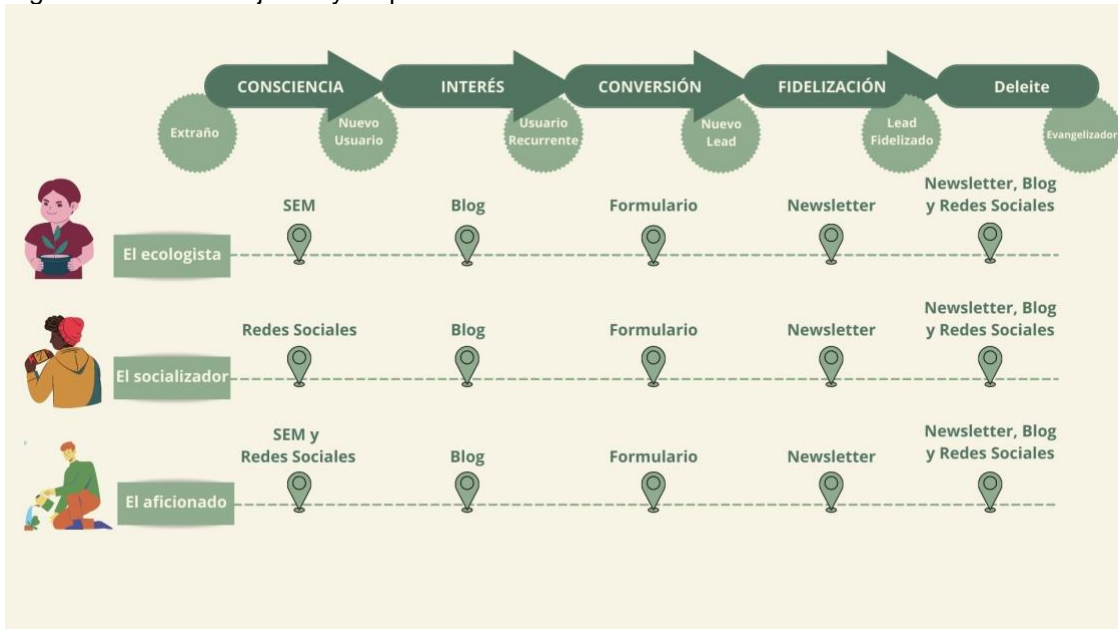 CONSCIENCIA
INTERÉS
CONVERSIÓN
FIDELIZACIÓN
Deleite
Extraño
Nuevo
Usuario
Usuario
Recurrente
Nuevo
Lead
Lead
Fidelizado
Evangelizador
SEM
Blog
Formulario
Newsletter
Newsletter, Blog
y Redes Sociales
El ecologista
Redes Sociales
Blog
Formulario
Newsletter
Newsletter, Blog
y Redes Sociales
El socializador
SEM y
Redes Sociales
Blog
Formulario
Newsletter
Newsletter, Blog
y Redes Sociales
El aficionado